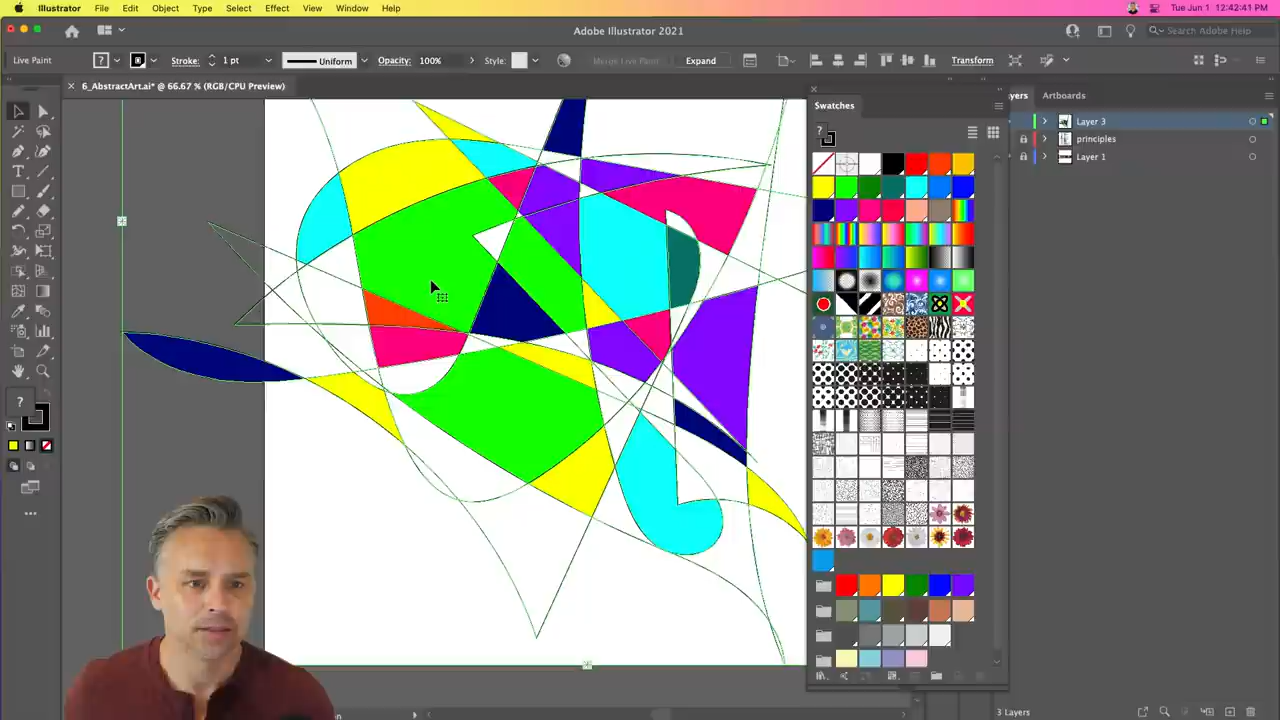 Illustrator File Edit Object Type Select Effect View Window Help
Tue Jun 1 12:42:41 PM
Adobe Illustrator 2021
Search Adobe Help
Live Paint
?
Stroke:
1 pt
Uniform
Opacity:
100%
Style:
Merge Live Paint
Expand
Transform
× 6_AbstractArt.ai* @ 66.67 % (RGB/CPU Preview)
Swatches
?
yers
Artboards
Layer 3
principles
Layer 1
T
?
3 Layers